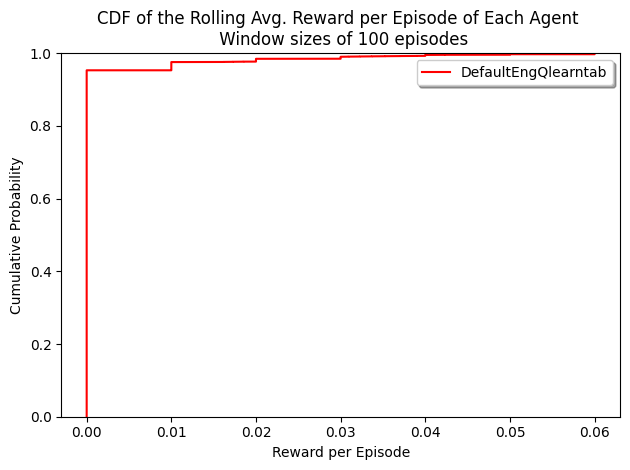 CDF of the Rolling Avg. Reward per Episode of Each Agent
Window sizes of 100 episodes
DefaultEngQlearntab
Cumulative Probability
1.0
0.8
0.6
0.4
0.2
0.0
0.00 0.01 0.02 0.03 0.04 0.05 0.06
Reward per Episode